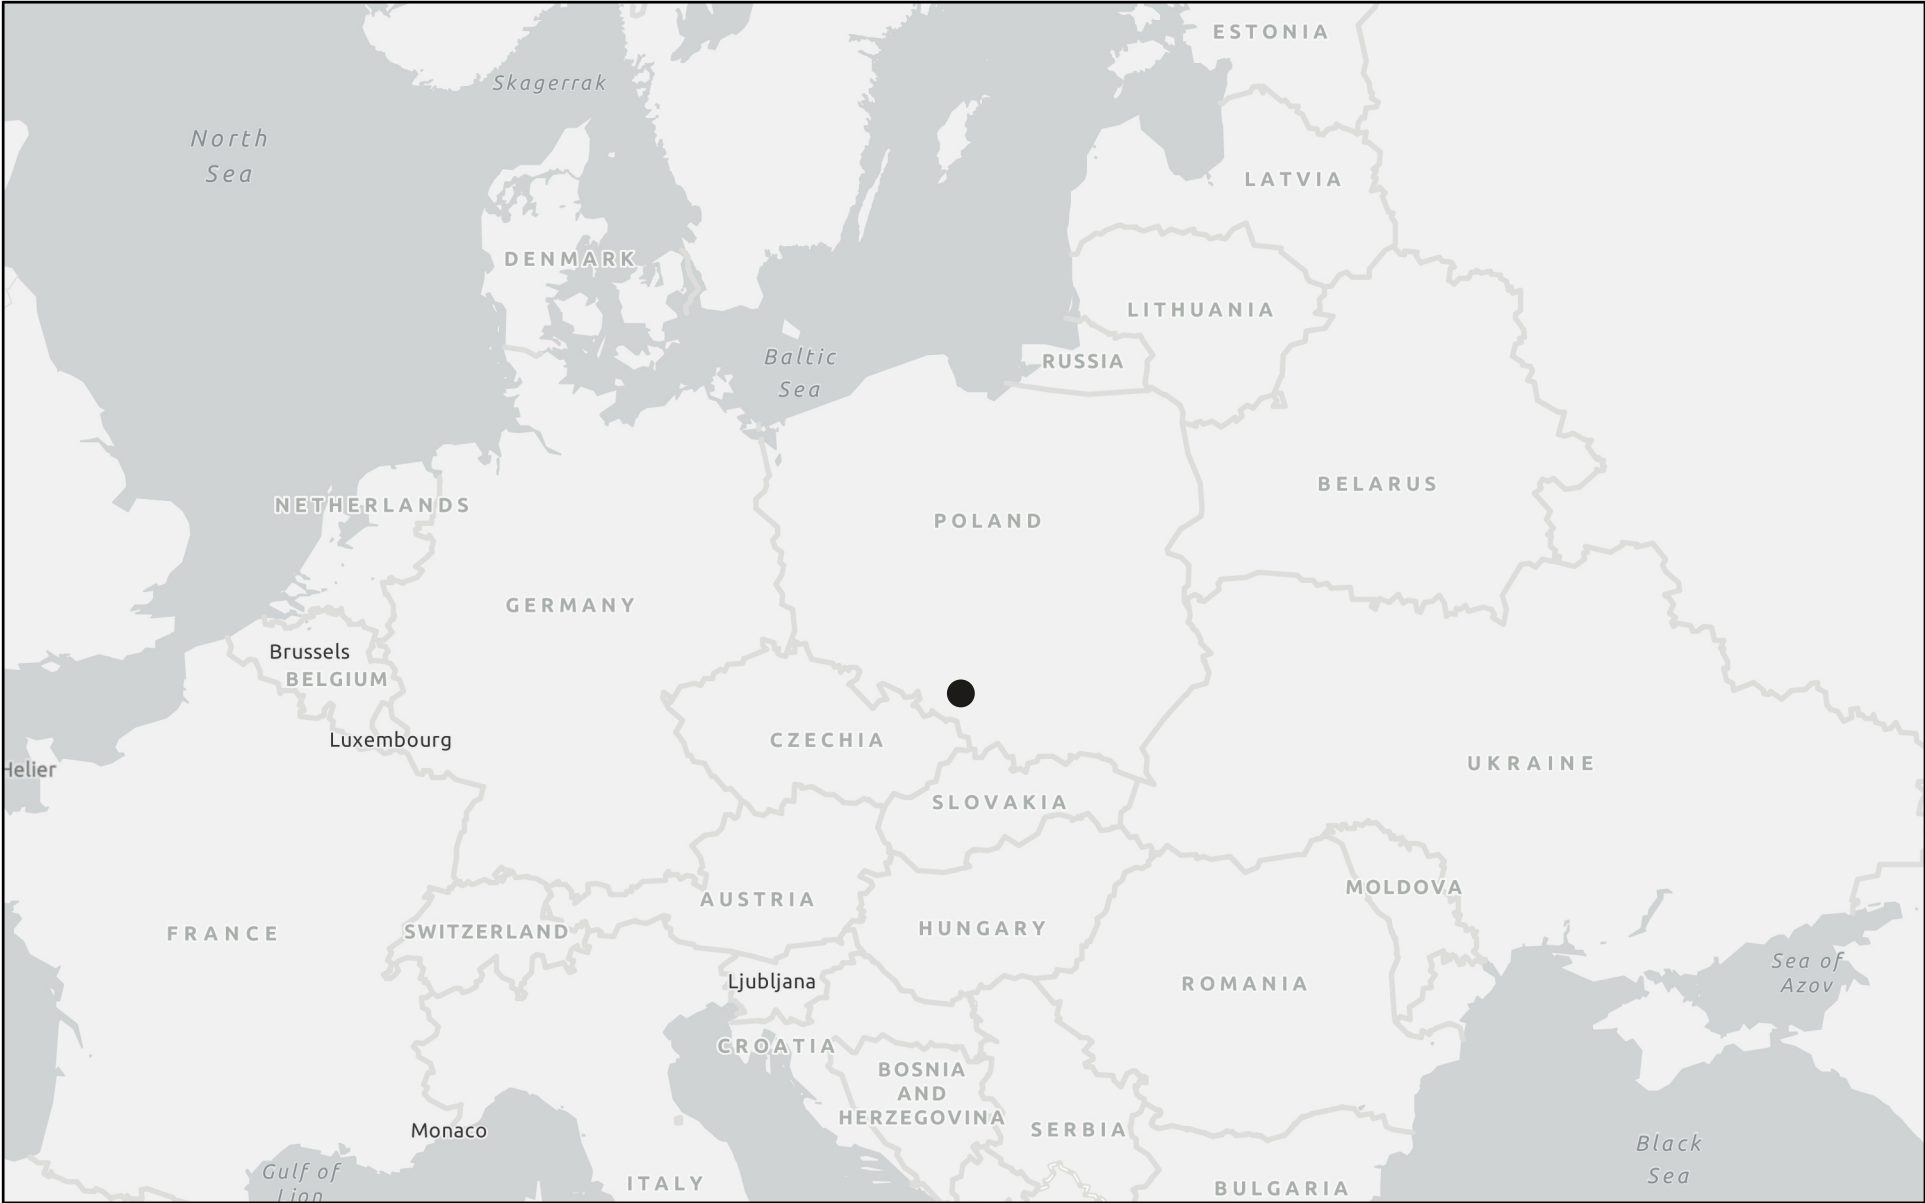 ESTONIA
Skagerrak
North
Sea
LATVIA
DENMARK
LITHUANIA
Baltic
Sea
RUSSIA
BELARUS
NETHERLANDS
POLAND
GERMANY
Brussels
BELGIUM
Luxembourg
CZECHIA
UKRAINE
Helier
SLOVAKIA
MOLDOVA
AUSTRIA
HUNGARY
FRANCE
SWITZERLAND
Sea of
Azov
Ljubljana
ROMANIA
CROATIA
BOSNIA
AND
HERZEGOVINA
Monaco
SERBIA
Black
Sea
Gulf of
Lion
ITALY
BULGARIA